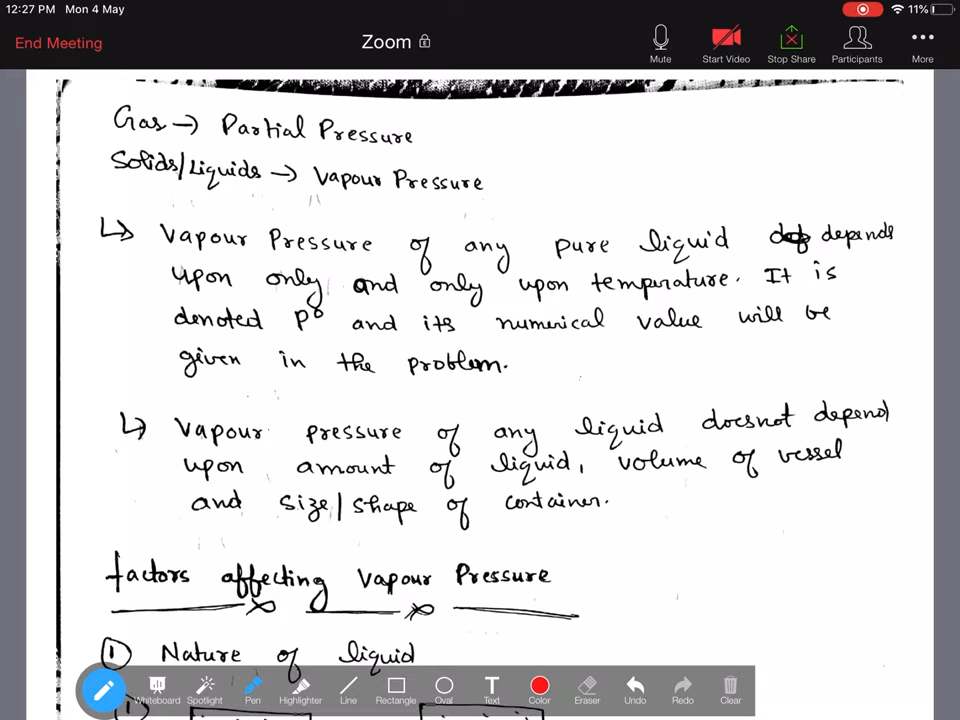 12:27 PM Mon 4 May
11%
End Meeting
Zoom
Mute
Start Video
Stop Share
Participants
More
Gas → Partial Pressure
Solids/Liquids → Vapour Pressure
↳ Vapour Pressure of any pure liquid depends
upon only and only upon temperature. It is
denoted P° and its numerical value will be
given in the problem.
↳ Vapour pressure of any liquid doesnot depend
upon amount of liquid, volume of vessel
and size/shape of container.
factors affecting Vapour Pressure
① Nature of liquid
Whiteboard
Spotlight
Pen
Highlighter
Line
Rectangle
Oval
Text
Color
Eraser
Undo
Redo
Clear